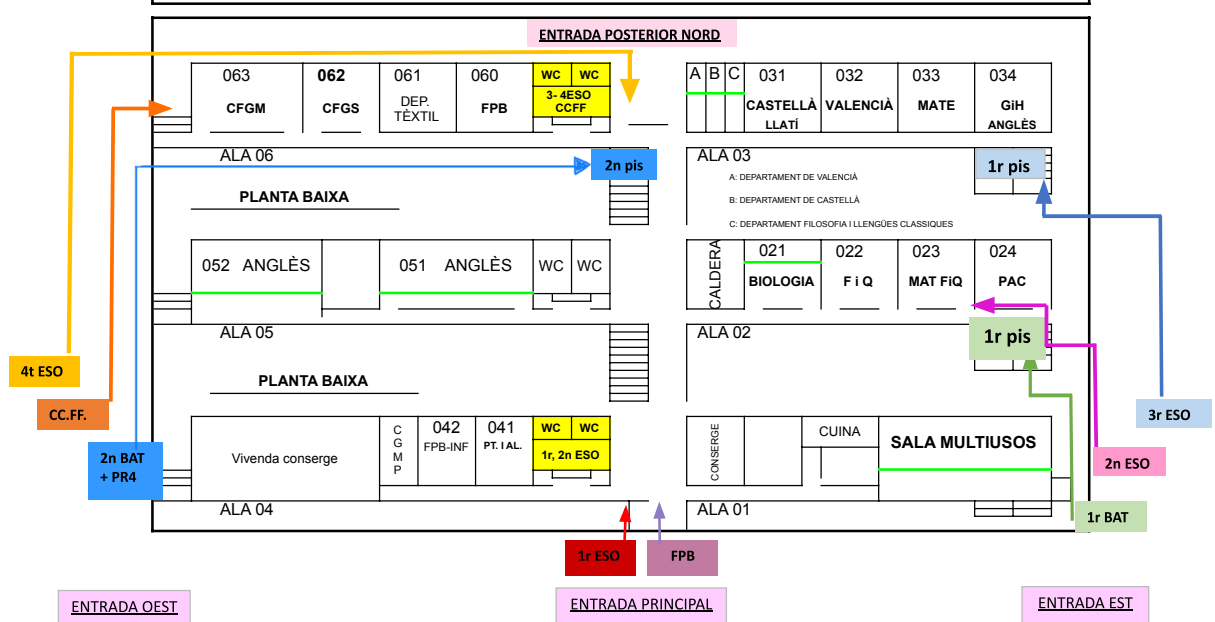 ENTRADA POSTERIOR NORD
063
CFGM
062
CFGS
061
DEP.
TÈXTIL
060
FPB
WC WC
3- 4ESO
CCFF
A B C
031
CASTELLÀ
LLATÍ
032
VALENCIÀ
033
MATE
034
GiH
ANGLÈS
ALA 06
2n pis
PLANTA BAIXA
ALA 03
A: DEPARTAMENT DE VALENCIÀ
B: DEPARTAMENT DE CASTELLÀ
C: DEPARTAMENT FILOSOFIA I LLENGÜES CLASSIQUES
1r pis
052 ANGLÈS
051 ANGLÈS
WC WC
CALDERA
021
BIOLOGIA
022
F i Q
023
MAT FiQ
024
PAC
ALA 05
PLANTA BAIXA
ALA 02
1r pis
4t ESO
CC.FF.
2n BAT
+ PR4
3r ESO
2n ESO
1r BAT
Vivenda conserge
CGMP
042
FPB-INF
041
PT. I AL.
WC WC
1r, 2n ESO
CONSERGE
CUINA
SALA MULTIUSOS
ALA 04
ALA 01
1r ESO
FPB
ENTRADA OEST
ENTRADA PRINCIPAL
ENTRADA EST